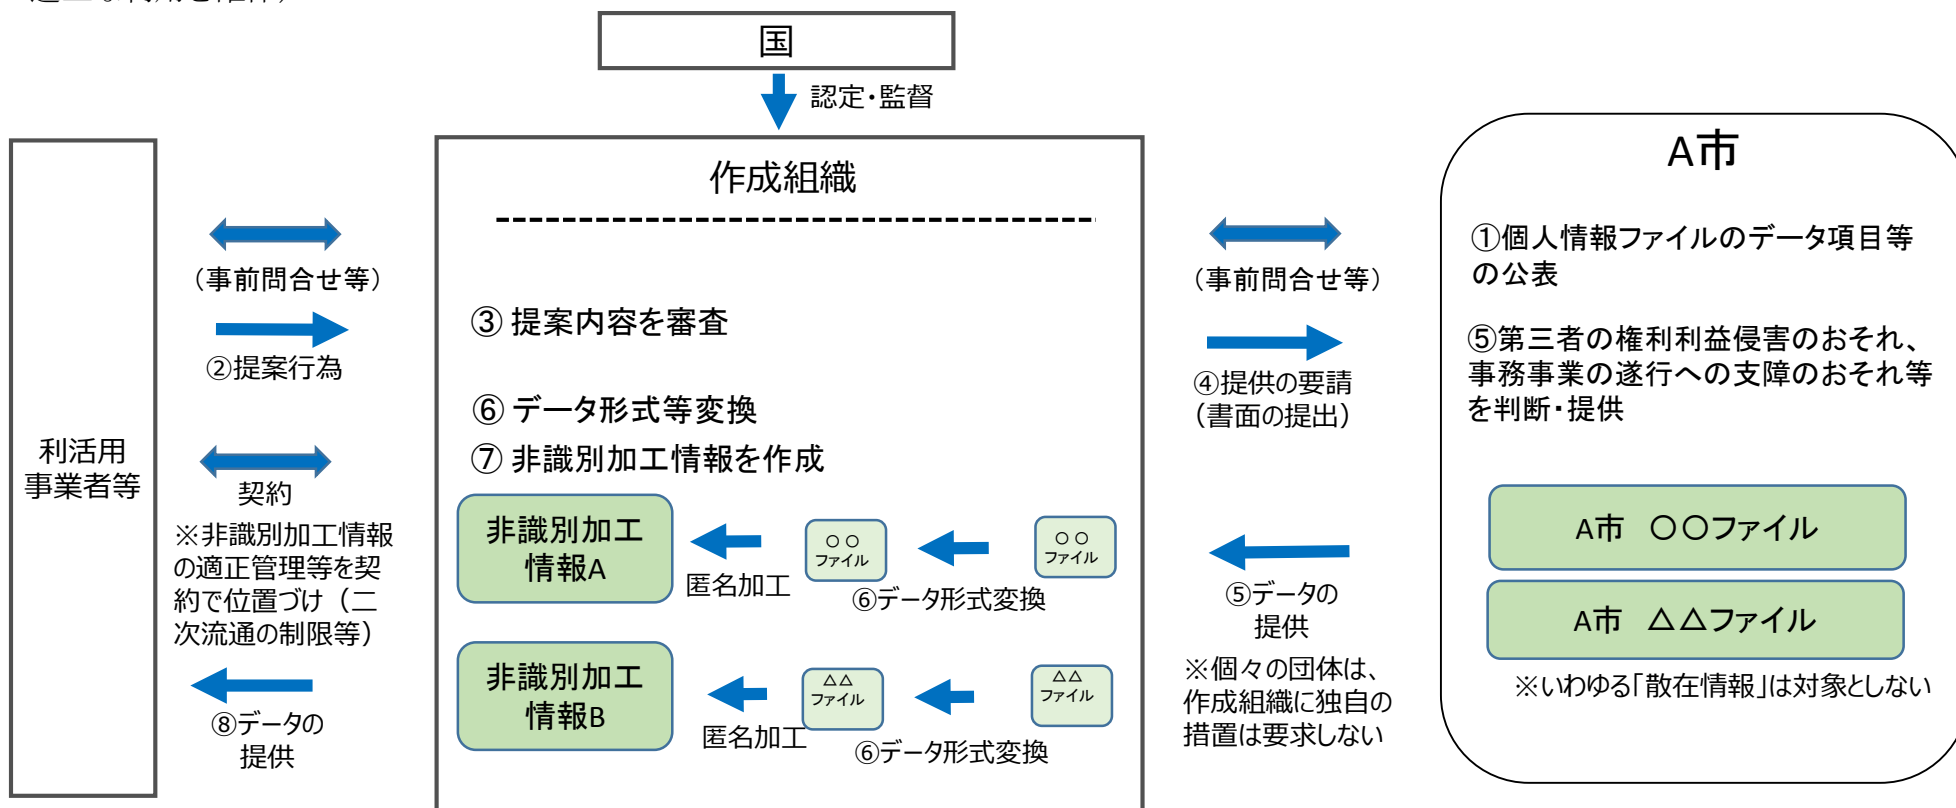 国
認定・監督
利活用
事業者等
(事前問合せ等)
②提案行為
契約
※非識別加工情報
の適正管理等を契
約で位置づけ（二
次流通の制限等）
⑧データの
提供
作成組織
③ 提案内容を審査
⑥ データ形式等変換
⑦ 非識別加工情報を作成
非識別加工
情報A
匿名加工
○○
ファイル
⑥データ形式変換
○○
ファイル
非識別加工
情報B
匿名加工
△△
ファイル
⑥データ形式変換
△△
ファイル
(事前問合せ等)
④提供の要請
（書面の提出）
⑤データの
提供
※個々の団体は、
作成組織に独自の
措置は要求しない
A市
①個人情報ファイルのデータ項目等
の公表
⑤第三者の権利利益侵害のおそれ、
事務事業の遂行への支障のおそれ等
を判断・提供
A市　○○ファイル
A市　△△ファイル
※いわゆる「散在情報」は対象としない